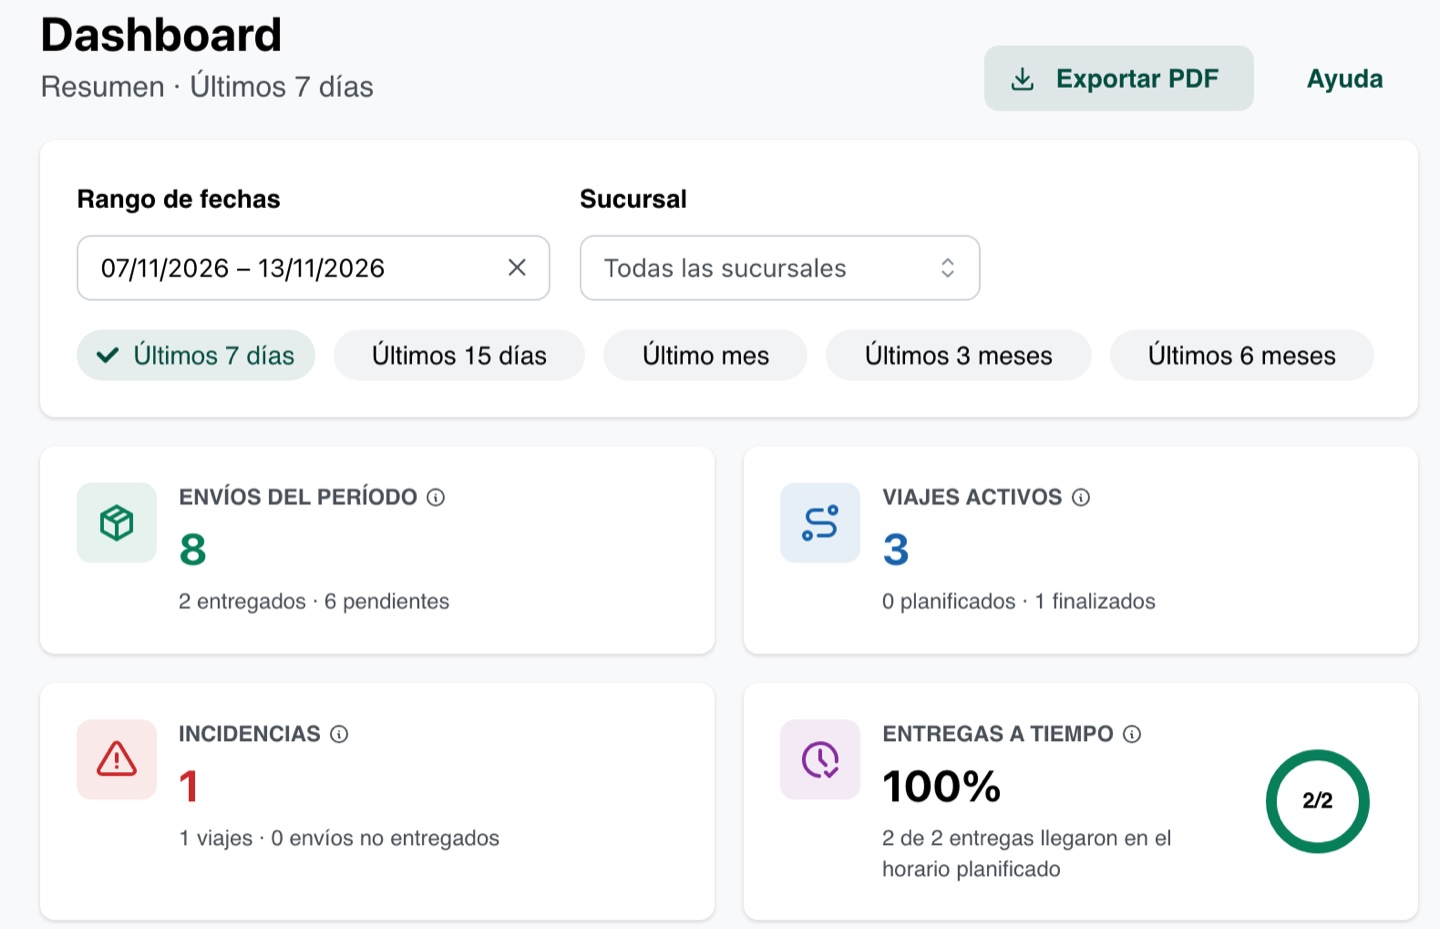 Dashboard
Resumen · Últimos 7 días
Exportar PDF
Ayuda
Rango de fechas
Sucursal
07/11/2026 – 13/11/2026
Todas las sucursales
Últimos 7 días
Últimos 15 días
Último mes
Últimos 3 meses
Últimos 6 meses
ENVÍOS DEL PERÍODO
8
2 entregados · 6 pendientes
VIAJES ACTIVOS
3
0 planificados · 1 finalizados
INCIDENCIAS
1
1 viajes · 0 envíos no entregados
ENTREGAS A TIEMPO
100%
2 de 2 entregas llegaron en el
horario planificado
2/2